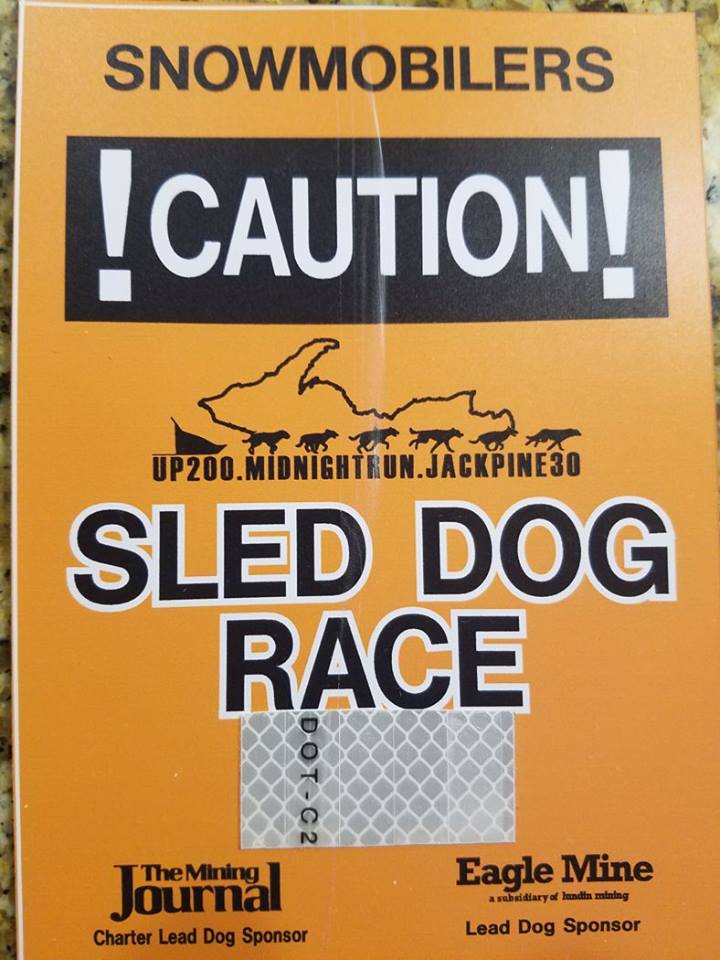 SNOWMOBILERS
!CAUTION!
UP200.MIDNIGHTRUN.JACKPINE30
SLED DOG
RACE
DOT-C2
The Mining
Journal
Charter Lead Dog Sponsor
Eagle Mine
a subsidiary of lundin mining
Lead Dog Sponsor